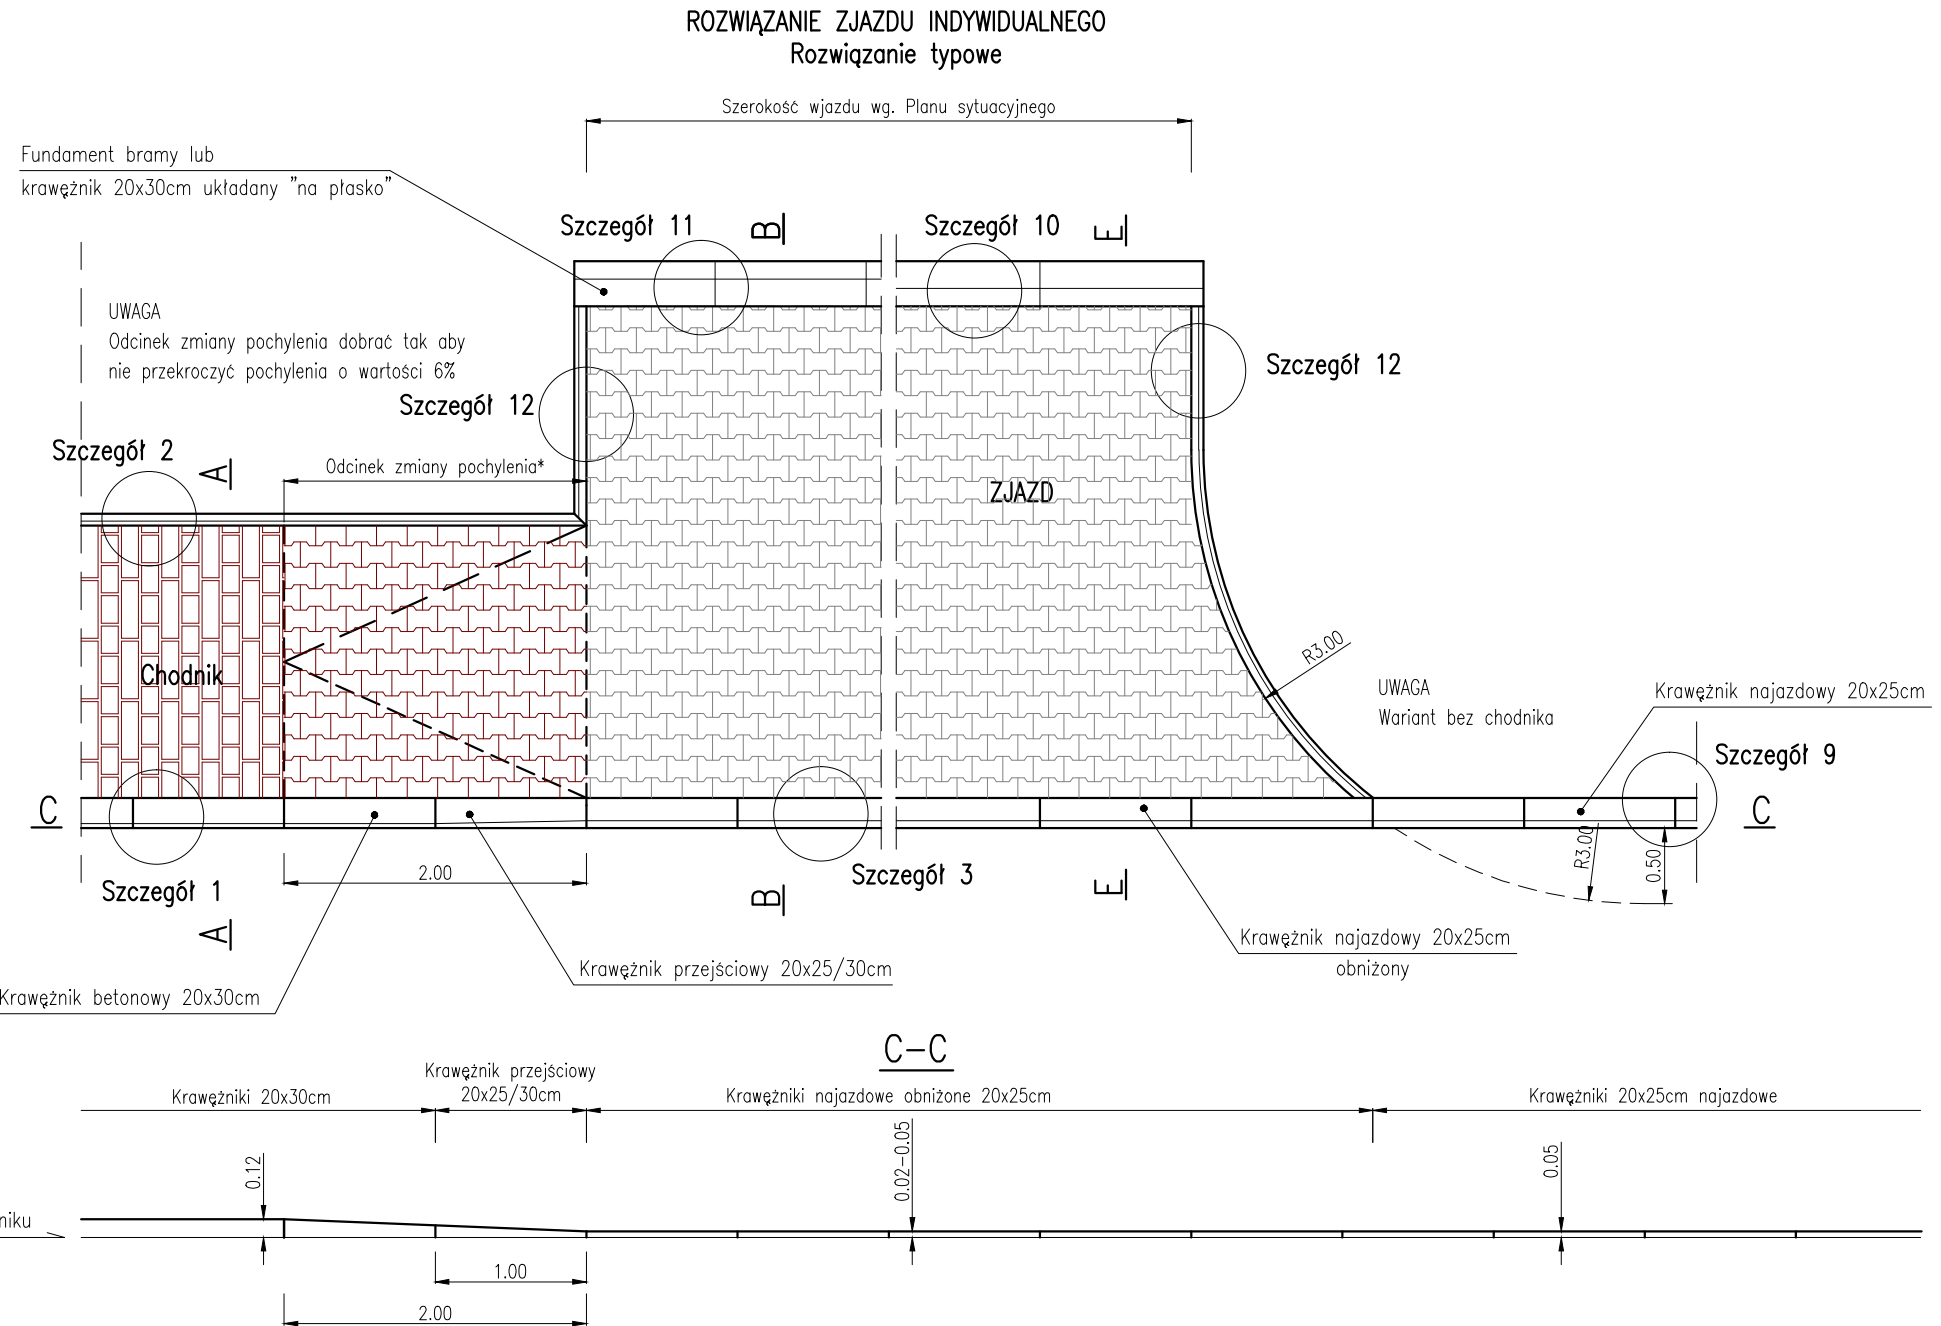 ROZWIĄZANIE ZJAZDU INDYWIDUALNEGO
Rozwiązanie typowe
Szerokość wjazdu wg. Planu sytuacyjnego
Fundament bramy lub
krawężnik 20x30cm układany "na płasko"
Szczegół 11
B
Szczegół 10
E
UWAGA
Odcinek zmiany pochylenia dobrać tak aby
nie przekroczyć pochylenia o wartości 6%
Szczegół 12
Szczegół 12
Szczegół 2
A
Odcinek zmiany pochylenia*
ZJAZD
Chodnik
R3.00
UWAGA
Wariant bez chodnika
Krawężnik najazdowy 20x25cm
Szczegół 9
C
C
R3.00
0.50
2.00
Szczegół 3
Szczegół 1
B
E
A
Krawężnik najazdowy 20x25cm
obniżony
Krawężnik przejściowy 20x25/30cm
Krawężnik betonowy 20x30cm
C-C
Krawężniki 20x30cm
Krawężnik przejściowy
20x25/30cm
Krawężniki najazdowe obniżone 20x25cm
Krawężniki 20x25cm najazdowe
0.12
0.02-0.05
0.05
niku
1.00
2.00